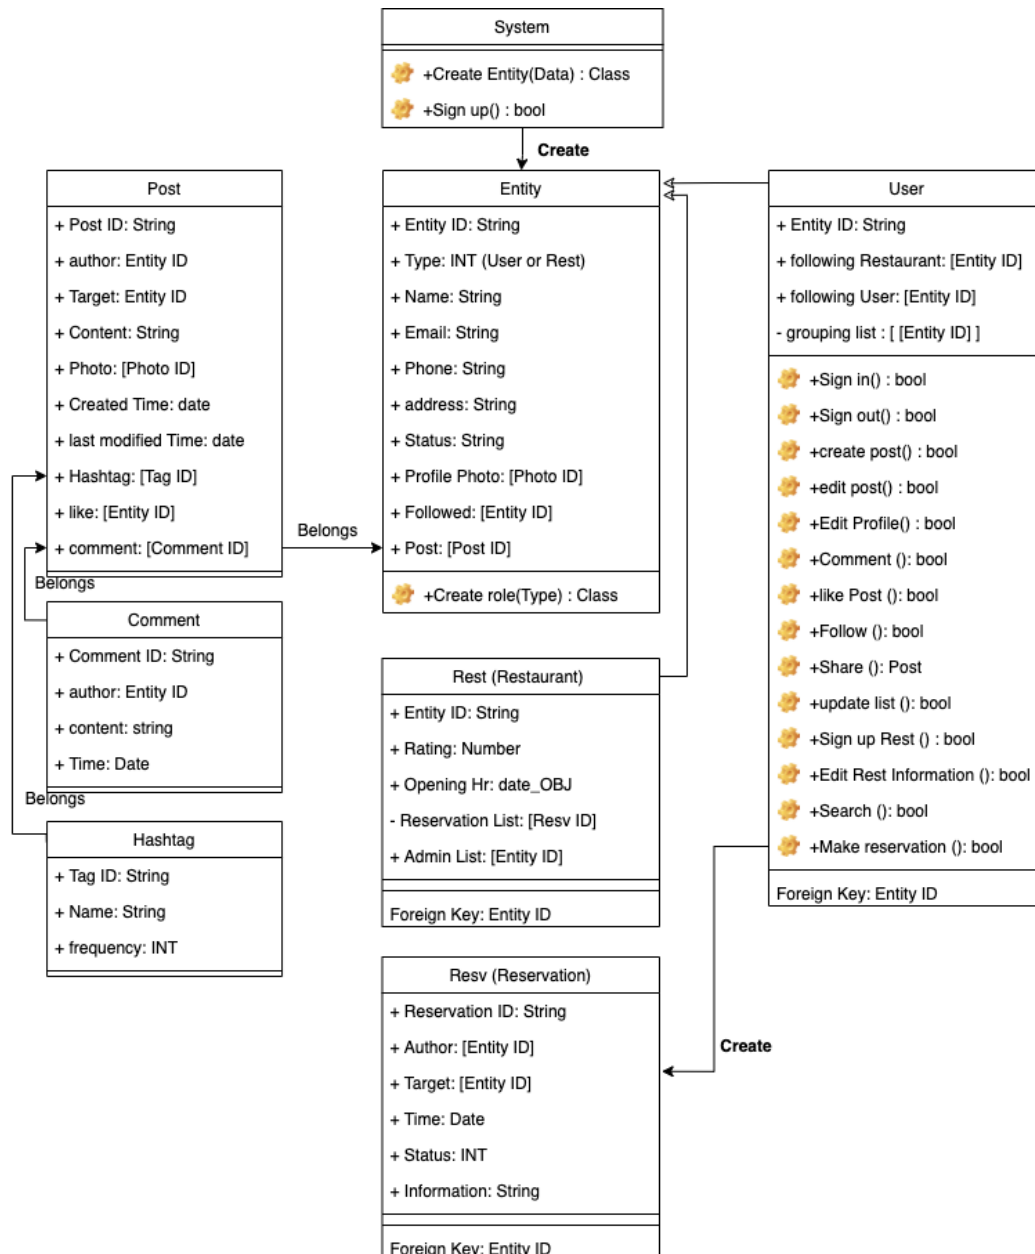 System
+Create Entity(Data) : Class
+Sign up() : bool
Create
Post
+ Post ID: String
+ author: Entity ID
+ Target: Entity ID
+ Content: String
+ Photo: [Photo ID]
+ Created Time: date
+ last modified Time: date
+ Hashtag: [Tag ID]
+ like: [Entity ID]
+ comment: [Comment ID]
Belongs
Belongs
Comment
+ Comment ID: String
+ author: Entity ID
+ content: string
+ Time: Date
Belongs
Hashtag
+ Tag ID: String
+ Name: String
+ frequency: INT
Entity
+ Entity ID: String
+ Type: INT (User or Rest)
+ Name: String
+ Email: String
+ Phone: String
+ address: String
+ Status: String
+ Profile Photo: [Photo ID]
+ Followed: [Entity ID]
+ Post: [Post ID]
+Create role(Type) : Class
Rest (Restaurant)
+ Entity ID: String
+ Rating: Number
+ Opening Hr: date_OBJ
- Reservation List: [Resv ID]
+ Admin List: [Entity ID]
Foreign Key: Entity ID
Resv (Reservation)
+ Reservation ID: String
+ Author: [Entity ID]
+ Target: [Entity ID]
+ Time: Date
+ Status: INT
+ Information: String
Foreign Key: Entity ID
User
+ Entity ID: String
+ following Restaurant: [Entity ID]
+ following User: [Entity ID]
- grouping list : [ [Entity ID] ]
+Sign in() : bool
+Sign out() : bool
+create post() : bool
+edit post() : bool
+Edit Profile() : bool
+Comment (): bool
+like Post (): bool
+Follow (): bool
+Share (): Post
+update list (): bool
+Sign up Rest () : bool
+Edit Rest Information (): bool
+Search (): bool
+Make reservation (): bool
Foreign Key: Entity ID
Create